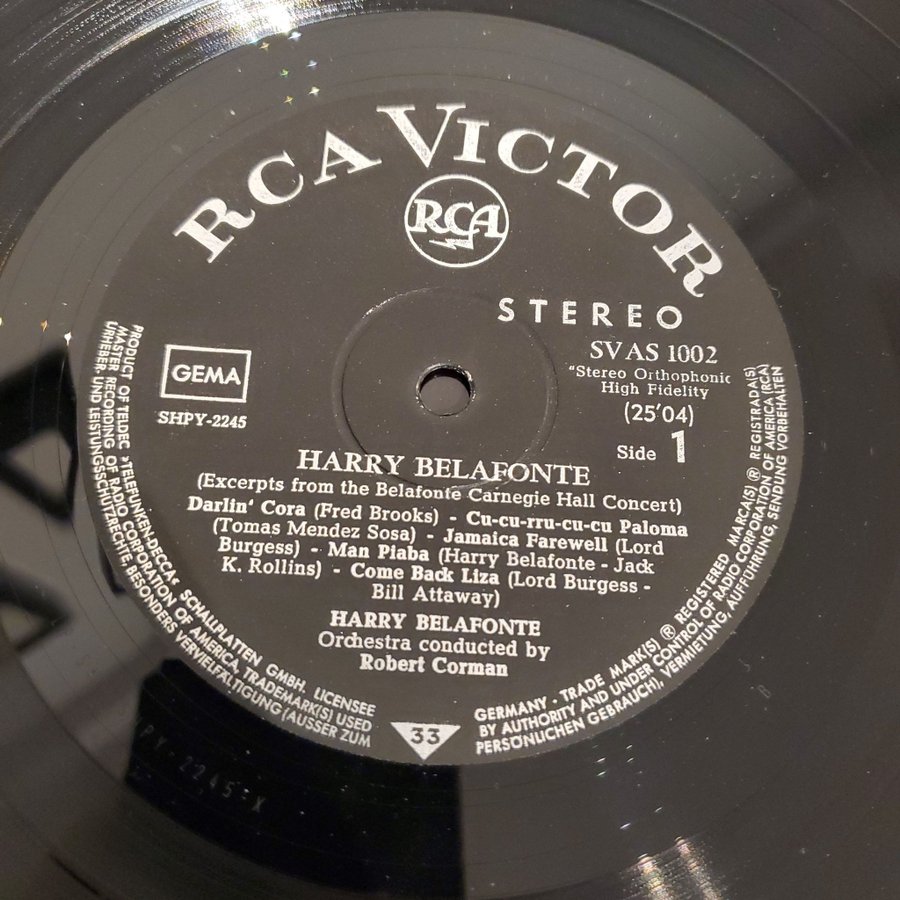 RCA VICTOR
RCA
STEREO
SVAS 1002
"Stereo Orthophonic
High Fidelity
(25'04)
Side 1
GEMA
SHPY-2245
HARRY BELAFONTE
(Excerpts from the Belafonte Carnegie Hall Concert)
Darlin' Cora (Fred Brooks) - Cu-cu-rru-cu-cu Paloma
(Tomas Mendez Sosa) - Jamaica Farewell (Lord
Burgess) - Man Piaba (Harry Belafonte - Jack
K. Rollins) - Come Back Liza (Lord Burgess -
Bill Attaway)
HARRY BELAFONTE
Orchestra conducted by
Robert Corman
33
PRODUCT OF TELDEC »TELEFUNKEN-DECCA« SCHALLPLATTEN GMBH. LICENSEE
MASTER RECORDING OF RADIO CORPORATION OF AMERICA, TRADEMARK(S) USED
URHEBER- UND LEISTUNGSSCHUTZRECHTE, BESONDERS VERVIELFÄLTIGUNG (AUSSER ZUM
GERMANY · TRADE MARK(S) ® REGISTERED MARCA(S) ® REGISTRADA(S)
BY AUTHORITY AND UNDER CONTROL OF RADIO CORPORATION OF AMERICA (RCA)
PERSÖNLICHEN GEBRAUCH), VERMIETUNG, AUFFÜHRUNG, SENDUNG VORBEHALTEN
PY-2245-X